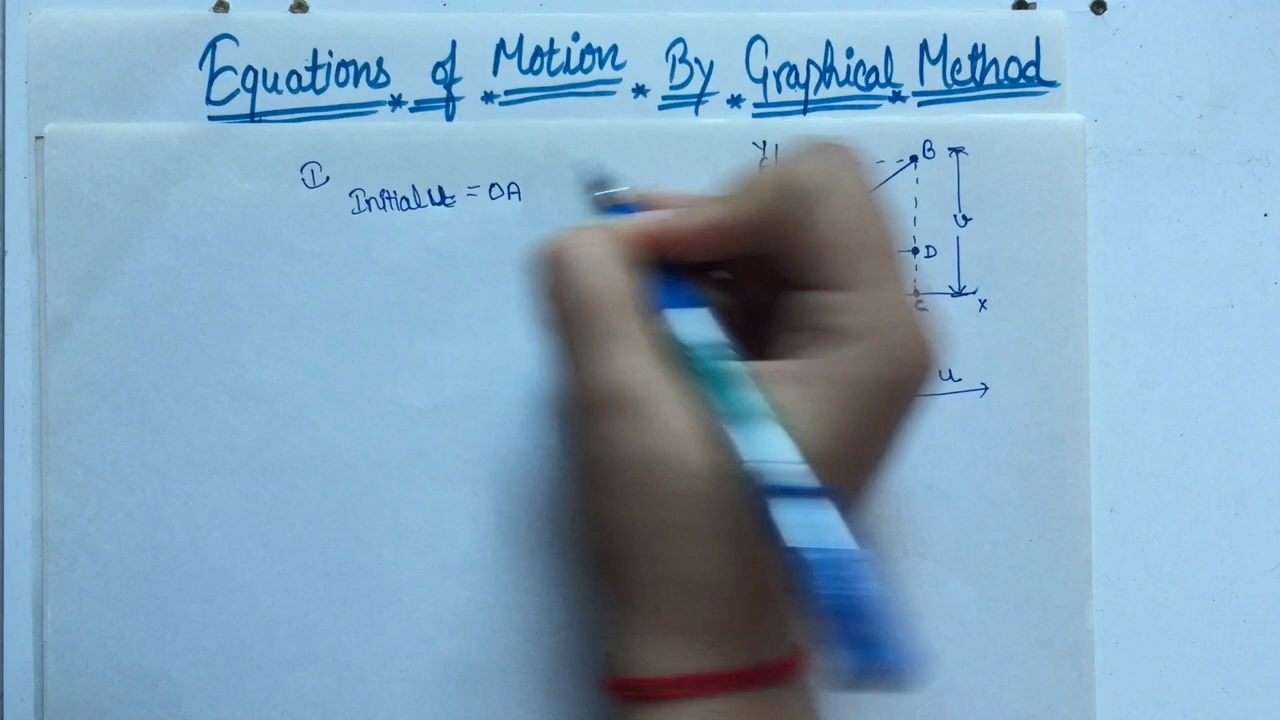 Equations * of * Motion * By * Graphical * Method
① Initial = OA
Y
B
v
D
C
X
u